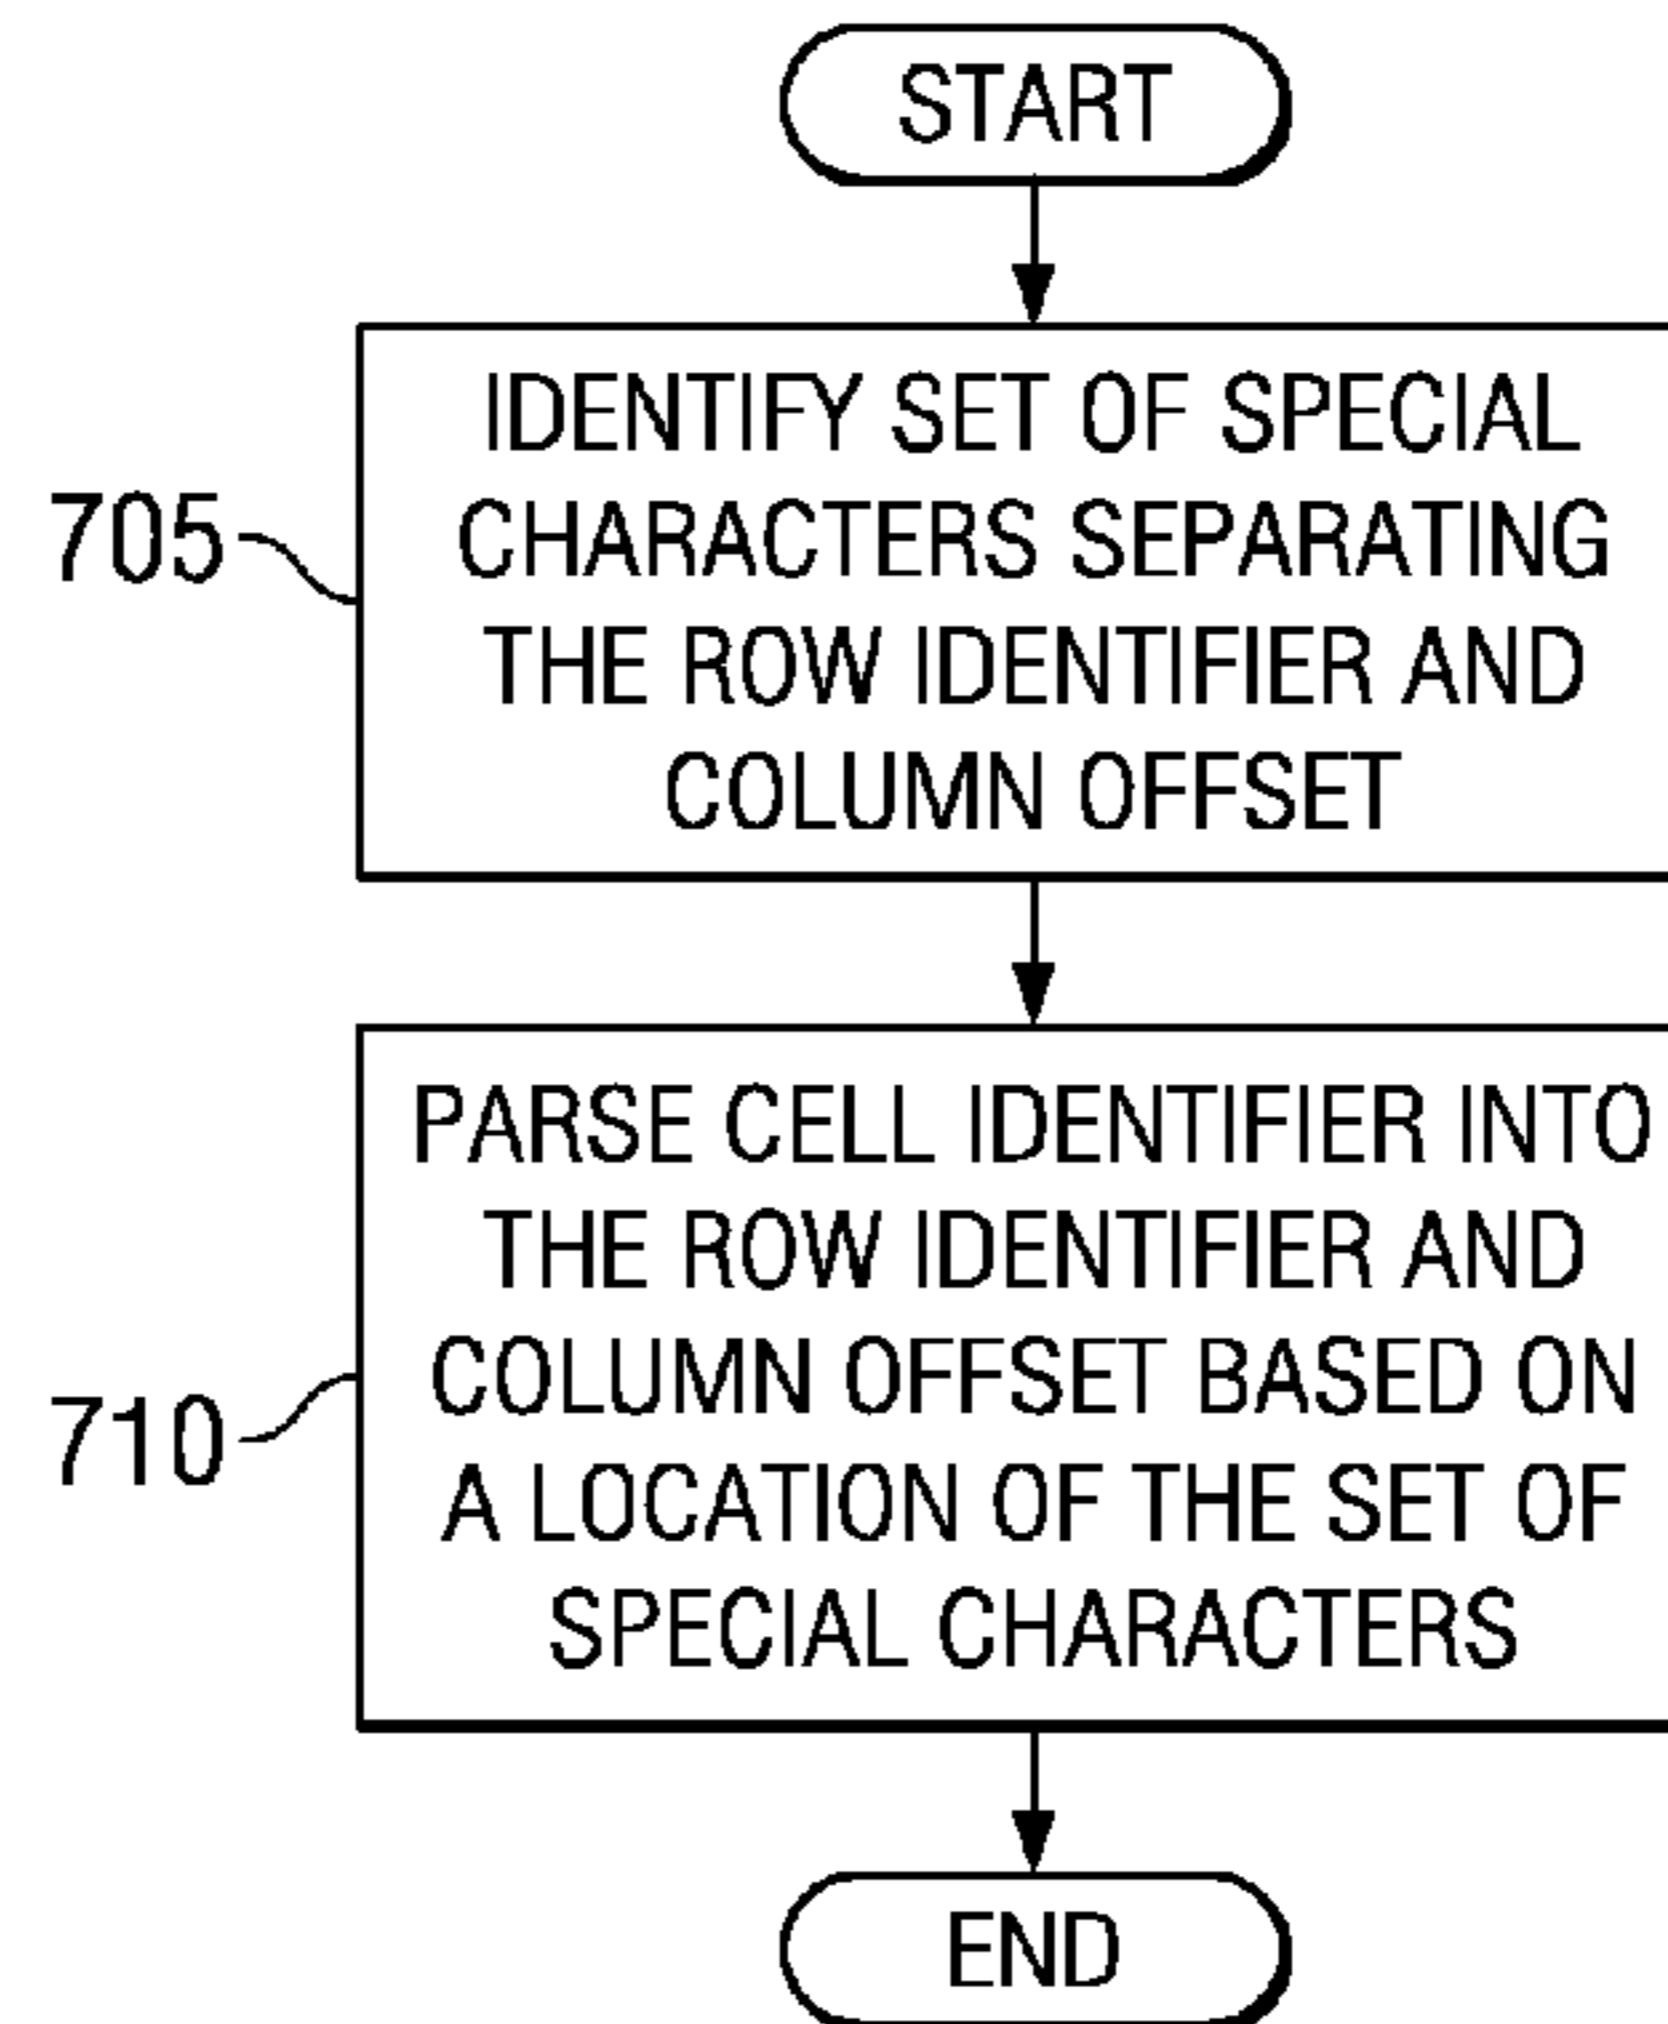 START
IDENTIFY SET OF SPECIAL
CHARACTERS SEPARATING
THE ROW IDENTIFIER AND
COLUMN OFFSET
705
PARSE CELL IDENTIFIER INTO
THE ROW IDENTIFIER AND
COLUMN OFFSET BASED ON
A LOCATION OF THE SET OF
SPECIAL CHARACTERS
710
END